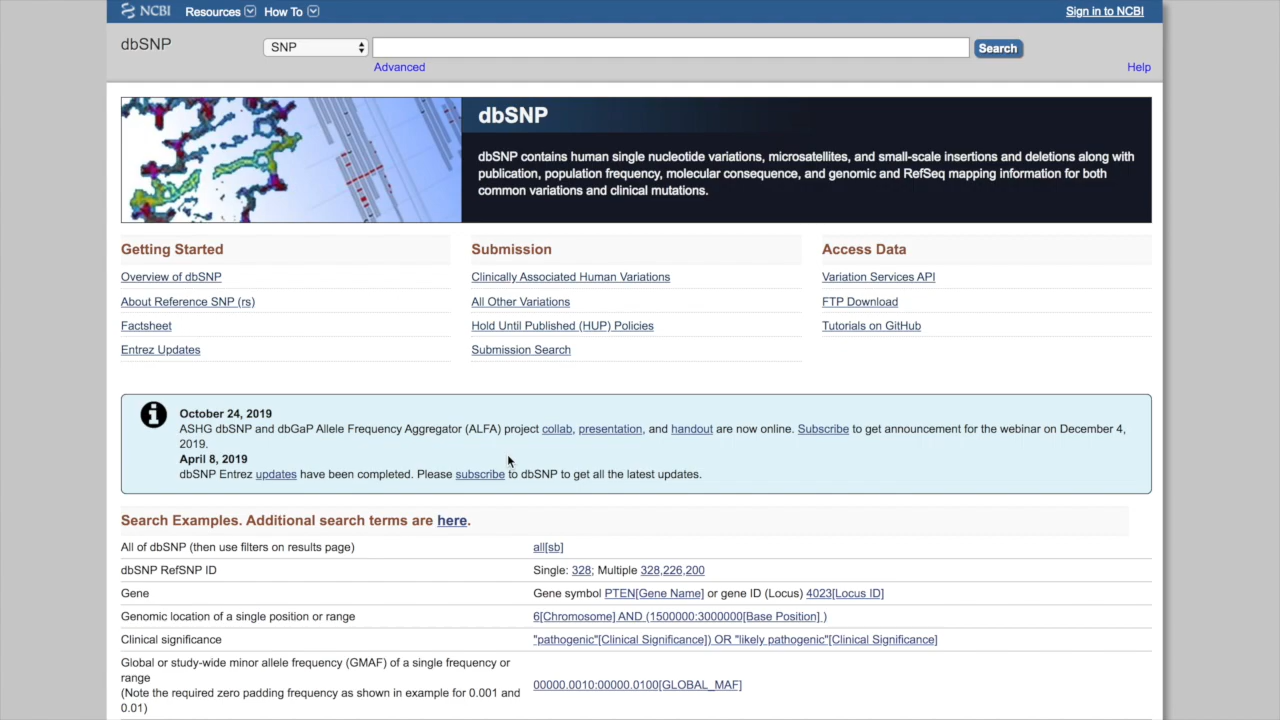 NCBI Resources How To Sign in to NCBI
dbSNP SNP Search
Advanced Help
dbSNP
dbSNP contains human single nucleotide variations, microsatellites, and small-scale insertions and deletions along with
publication, population frequency, molecular consequence, and genomic and RefSeq mapping information for both
common variations and clinical mutations.
Getting Started
Overview of dbSNP
About Reference SNP (rs)
Factsheet
Entrez Updates
Submission
Clinically Associated Human Variations
All Other Variations
Hold Until Published (HUP) Policies
Submission Search
Access Data
Variation Services API
FTP Download
Tutorials on GitHub
October 24, 2019
ASHG dbSNP and dbGaP Allele Frequency Aggregator (ALFA) project collab, presentation, and handout are now online. Subscribe to get announcement for the webinar on December 4,
2019.
April 8, 2019
dbSNP Entrez updates have been completed. Please subscribe to dbSNP to get all the latest updates.
Search Examples. Additional search terms are here.
All of dbSNP (then use filters on results page) all[sb]
dbSNP RefSNP ID Single: 328; Multiple 328,226,200
Gene Gene symbol PTEN[Gene Name] or gene ID (Locus) 4023[Locus ID]
Genomic location of a single position or range 6[Chromosome] AND (1500000:3000000[Base Position] )
Clinical significance "pathogenic"[Clinical Significance]) OR "likely pathogenic"[Clinical Significance]
Global or study-wide minor allele frequency (GMAF) of a single frequency or
range
(Note the required zero padding frequency as shown in example for 0.001 and
0.01)
00000.0010:00000.0100[GLOBAL_MAF]